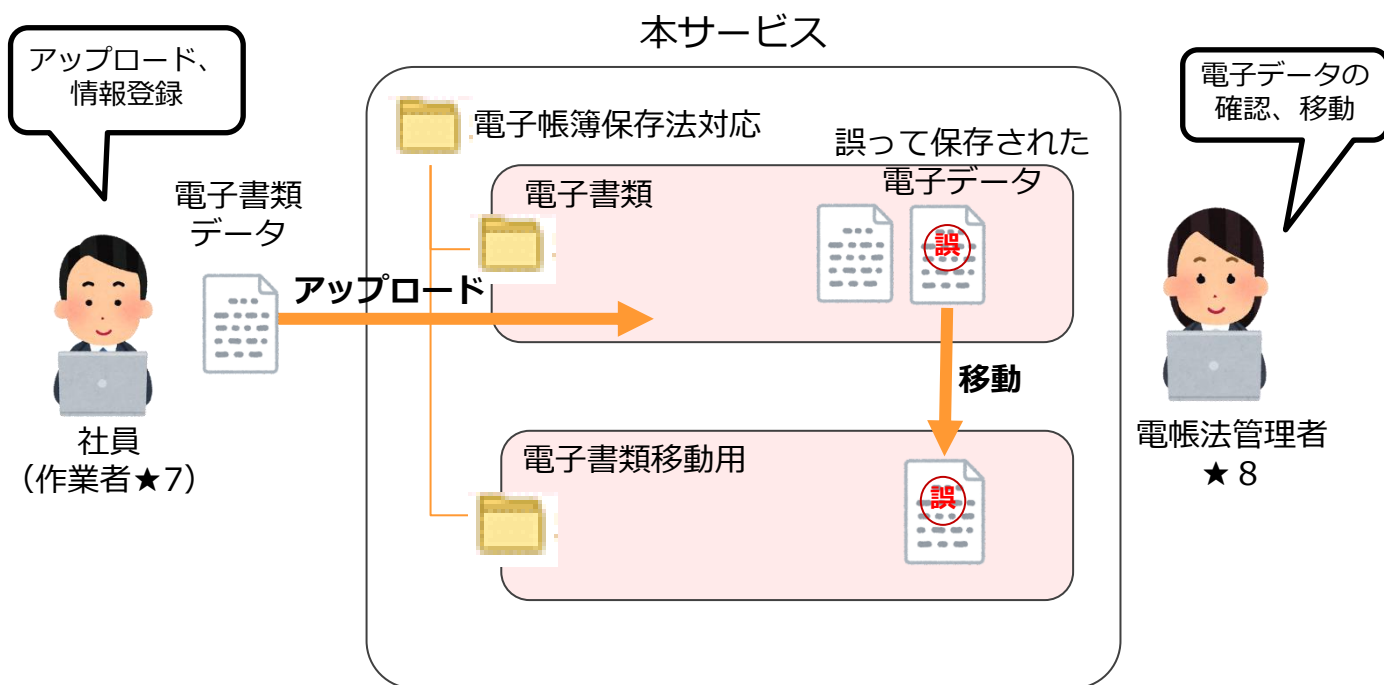 本サービス
アップロード、
情報登録
電子データの
確認、移動
電子帳簿保存法対応
誤って保存された
電子データ
電子書類
電子書類
データ
誤
アップロード
移動
社員
（作業者★7）
電子書類移動用
誤
電帳法管理者
★８